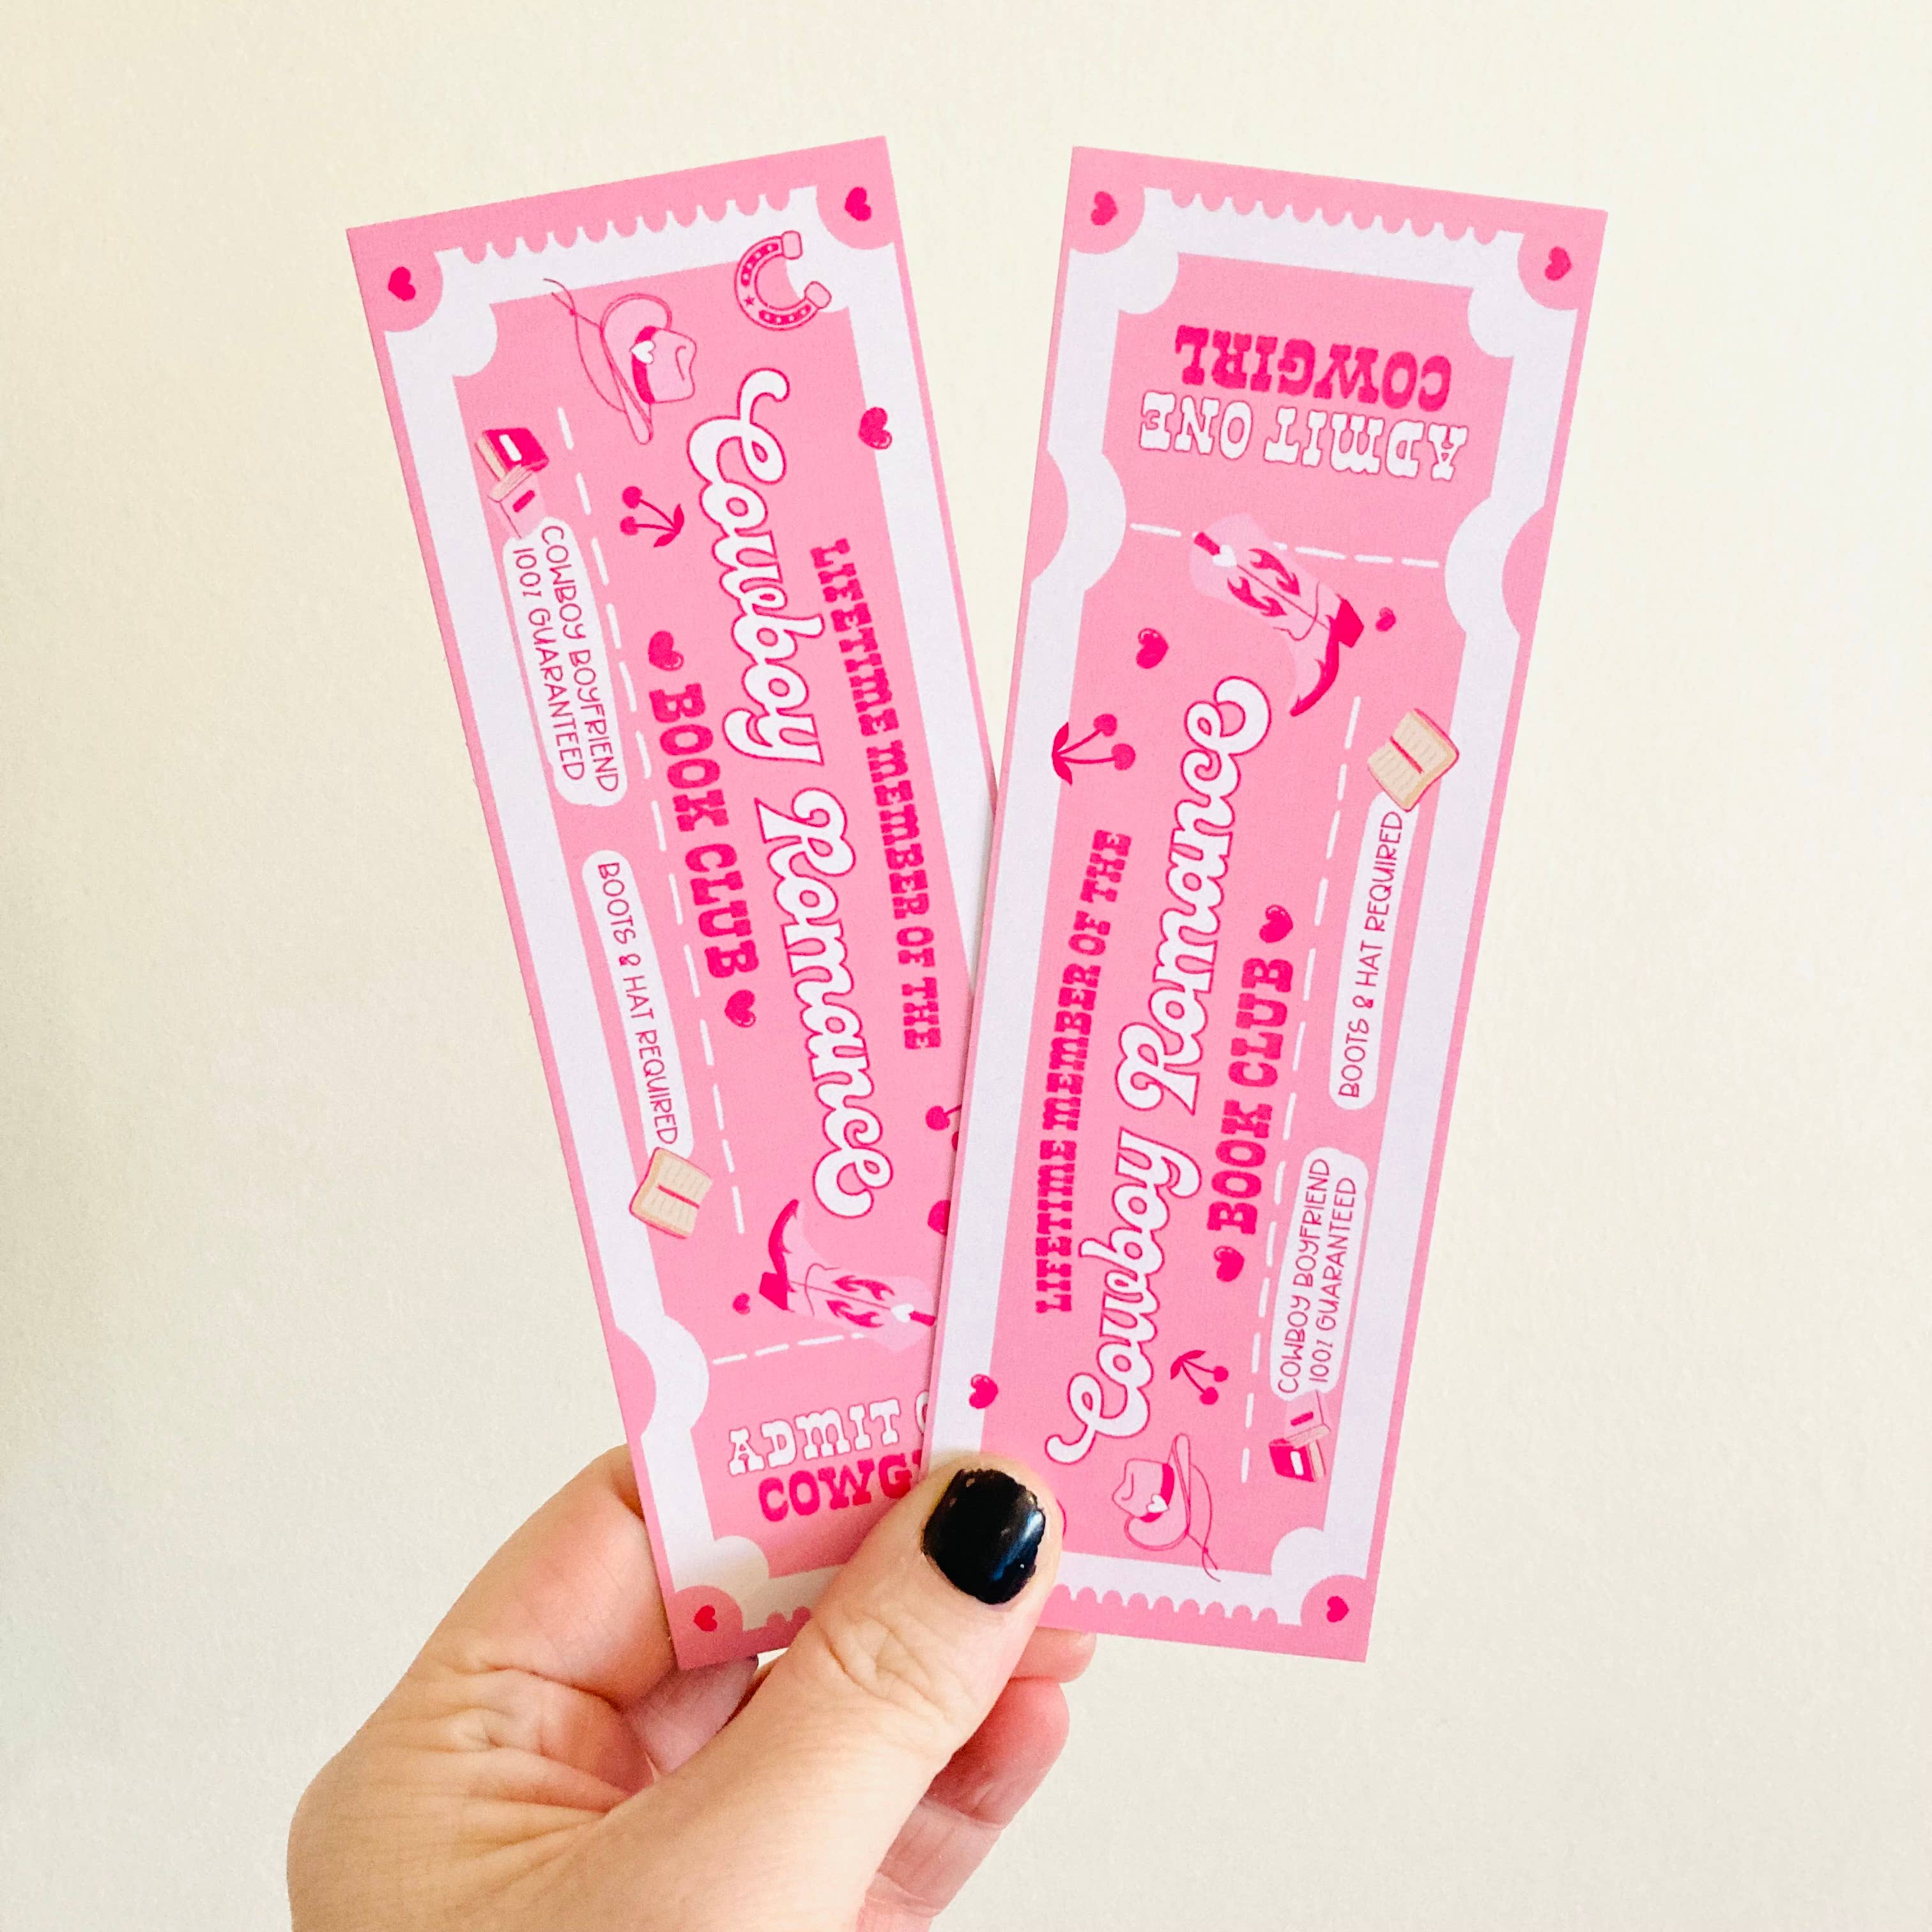 LIFETIME MEMBER OF THE
Cowboy Romance
BOOK CLUB
COWBOY BOYFRIEND
100% GUARANTEED
BOOTS & HAT REQUIRED
ADMIT
LIFETIME MEMBER OF THE
Cowboy Romance
BOOK CLUB
COWBOY BOYFRIEND
100% GUARANTEED
BOOTS & HAT REQUIRED
ADMIT ONE
COWGIRL